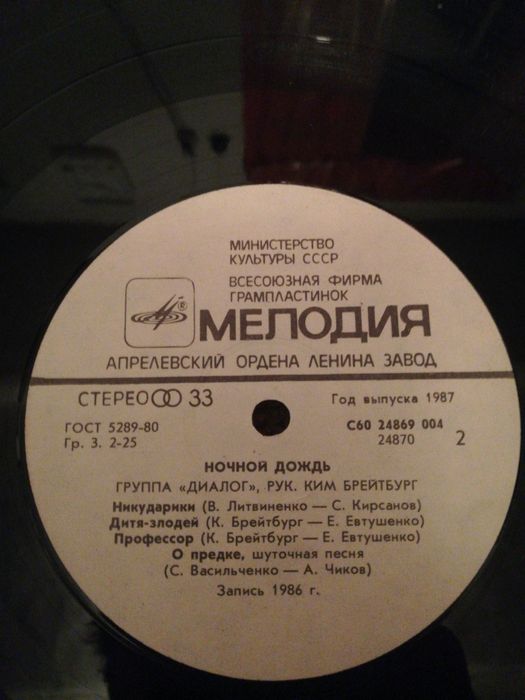 МИНИСТЕРСТВО
КУЛЬТУРЫ СССР
ВСЕСОЮЗНАЯ ФИРМА
ГРАМПЛАСТИНОК
® МЕЛОДИЯ
АПРЕЛЕВСКИЙ ОРДЕНА ЛЕНИНА ЗАВОД
СТЕРЕО 33 Год выпуска 1987
ГОСТ 5289-80 С60 24869 004
Гр. 3. 2-25 24870 2
НОЧНОЙ ДОЖДЬ
ГРУППА «ДИАЛОГ», РУК. КИМ БРЕЙТБУРГ
Никударики (В. Литвиненко — С. Кирсанов)
Дитя-злодей (К. Брейтбург — Е. Евтушенко)
Профессор (К. Брейтбург — Е. Евтушенко)
О предке, шуточная песня
(С. Васильченко — А. Чиков)
Запись 1986 г.